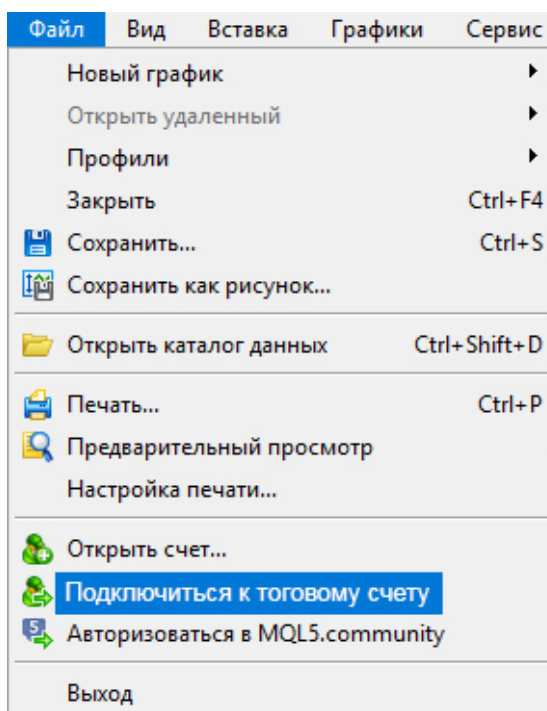 Файл Вид Вставка Графики Сервис
Новый график
Открыть удаленный
Профили
Закрыть Ctrl+F4
Сохранить... Ctrl+S
Сохранить как рисунок...
Открыть каталог данных Ctrl+Shift+D
Печать... Ctrl+P
Предварительный просмотр
Настройка печати...
Открыть счет...
Подключиться к тоговому счету
Авторизоваться в MQL5.community
Выход